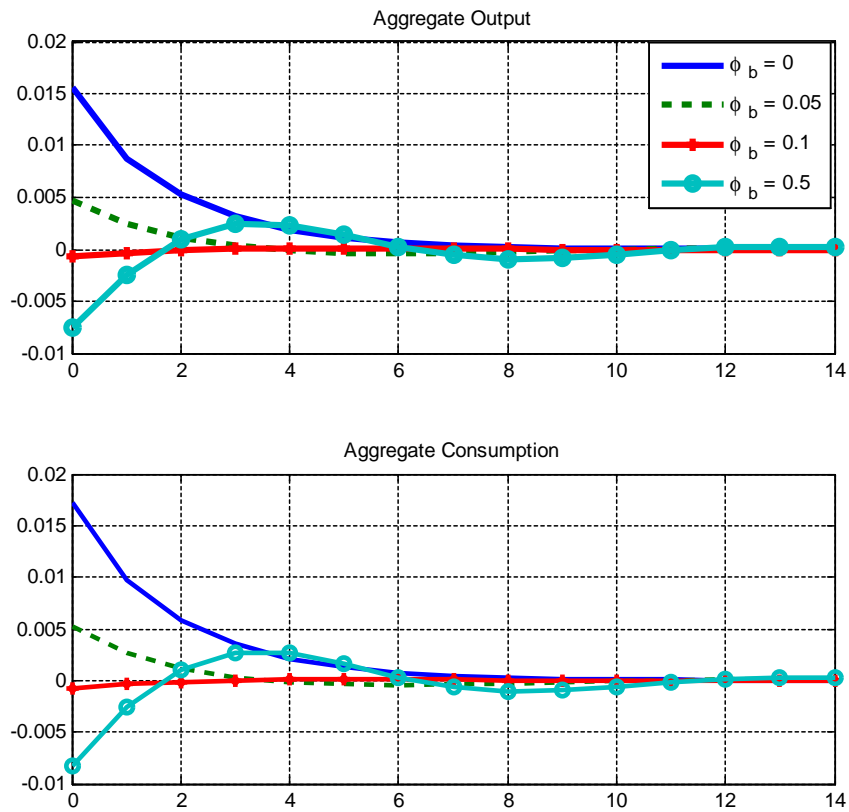 Aggregate Output
0.02
0.015
0.01
0.005
0
-0.005
-0.01
0 2 4 6 8 10 12 14
ϕ b = 0
ϕ b = 0.05
ϕ b = 0.1
ϕ b = 0.5
Aggregate Consumption
0.02
0.015
0.01
0.005
0
-0.005
-0.01
0 2 4 6 8 10 12 14